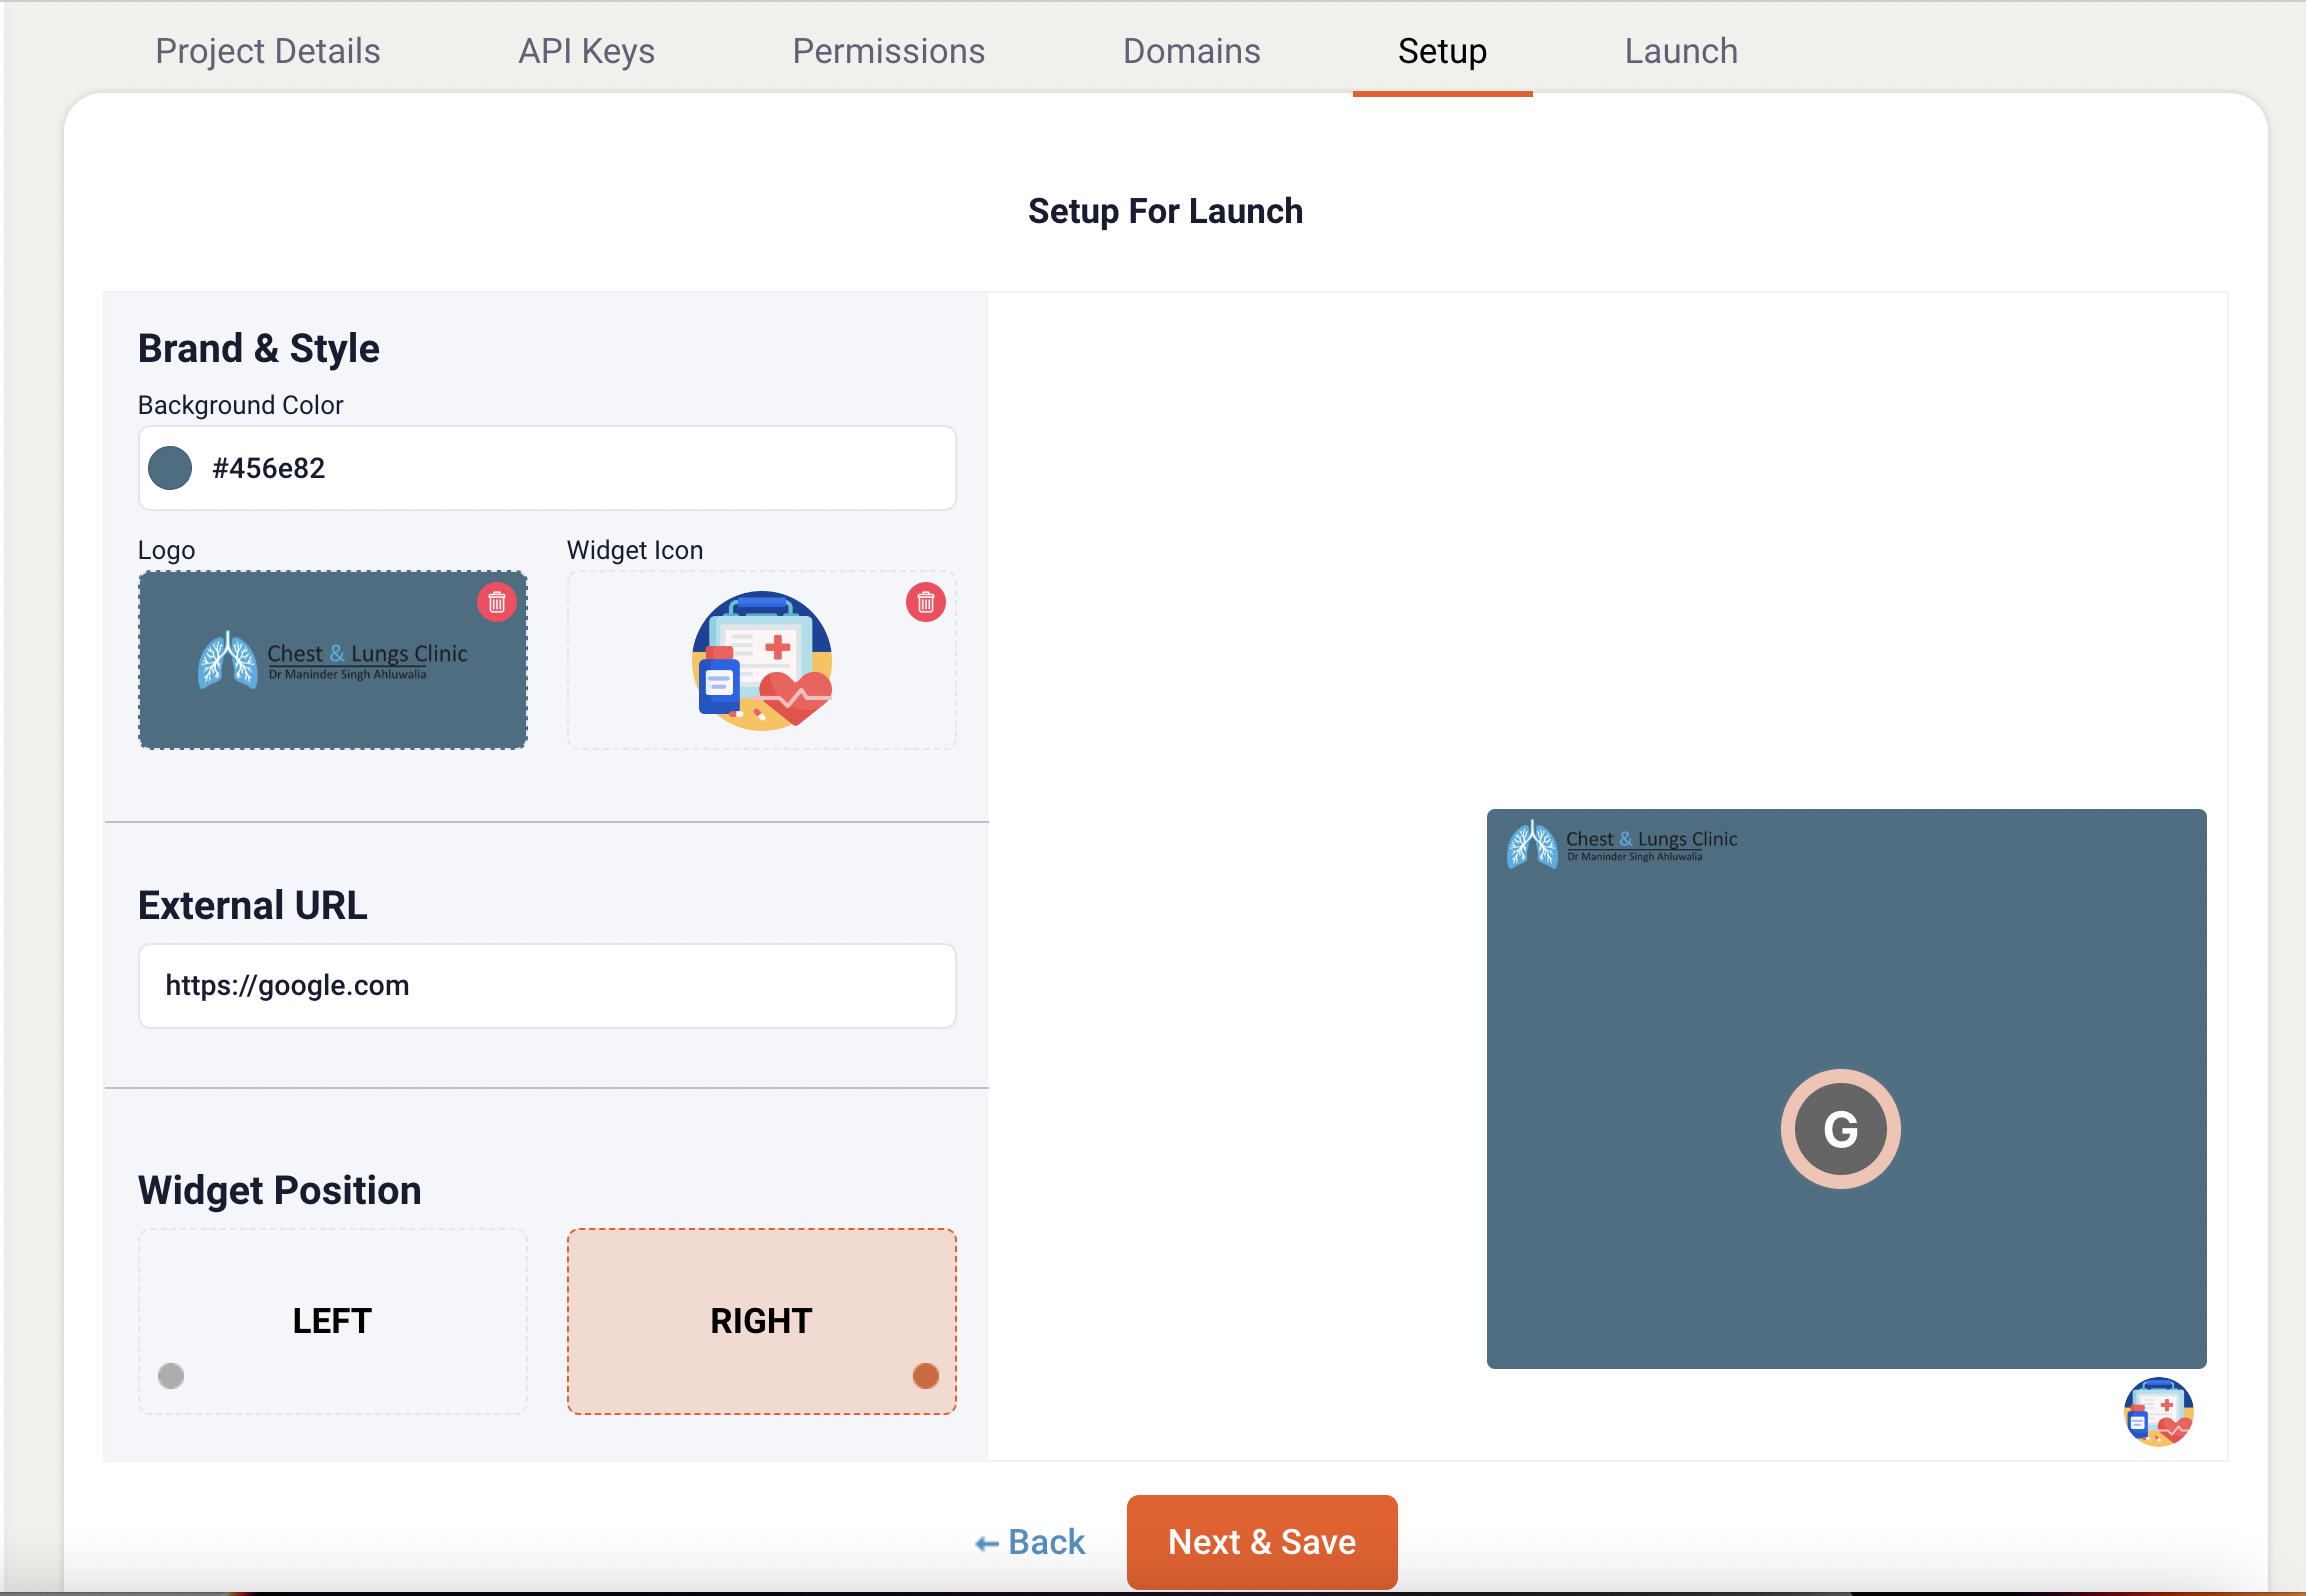 Project Details API Keys Permissions Domains Setup Launch
Setup For Launch
Brand & Style
Background Color
#456e82
Logo Widget Icon
Chest & Lungs Clinic
Dr Maninder Singh Ahluwalia
External URL
https://google.com
Widget Position
LEFT RIGHT
Chest & Lungs Clinic
Dr Maninder Singh Ahluwalia
G
← Back Next & Save